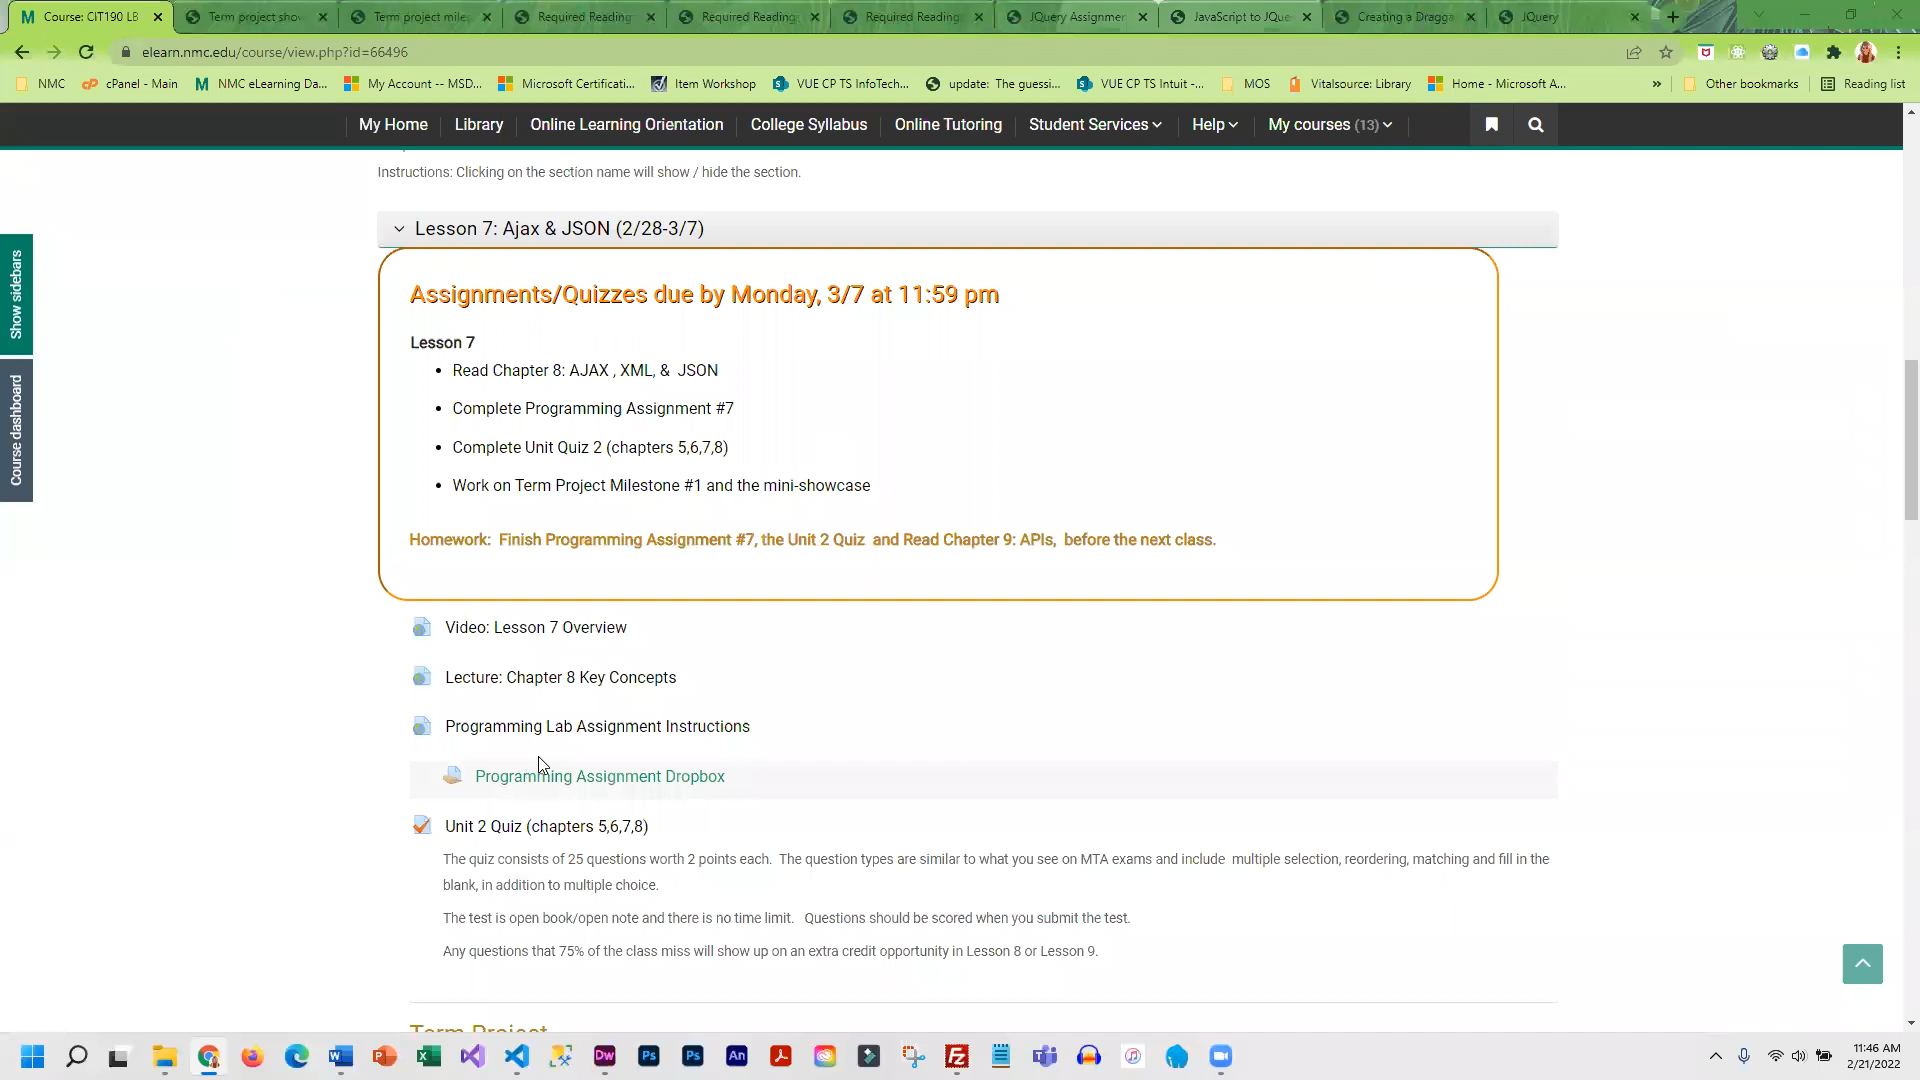 Course: CIT190 LB
Term project sho
Term project mile
Required Reading
Required Reading
Required Reading
JQuery Assignmen
JavaScript to JQue
Creating a Dragga
JQuery
elearn.nmc.edu/course/view.php?id=66496
NMC
cPanel - Main
NMC eLearning Da...
My Account -- MSD...
Microsoft Certificati...
Item Workshop
VUE CP TS InfoTech...
update: The guessi...
VUE CP TS Intuit -...
MOS
Vitalsource: Library
Home - Microsoft A...
»
Other bookmarks
Reading list
My Home
Library
Online Learning Orientation
College Syllabus
Online Tutoring
Student Services
Help
My courses (13)
Instructions: Clicking on the section name will show / hide the section.
Show sidebars
Course dashboard
Lesson 7: Ajax & JSON (2/28-3/7)
Assignments/Quizzes due by Monday, 3/7 at 11:59 pm
Lesson 7
• Read Chapter 8: AJAX , XML, & JSON
• Complete Programming Assignment #7
• Complete Unit Quiz 2 (chapters 5,6,7,8)
• Work on Term Project Milestone #1 and the mini-showcase
Homework: Finish Programming Assignment #7, the Unit 2 Quiz and Read Chapter 9: APIs, before the next class.
Video: Lesson 7 Overview
Lecture: Chapter 8 Key Concepts
Programming Lab Assignment Instructions
Programming Assignment Dropbox
Unit 2 Quiz (chapters 5,6,7,8)
The quiz consists of 25 questions worth 2 points each. The question types are similar to what you see on MTA exams and include multiple selection, reordering, matching and fill in the
blank, in addition to multiple choice.
The test is open book/open note and there is no time limit. Questions should be scored when you submit the test.
Any questions that 75% of the class miss will show up on an extra credit opportunity in Lesson 8 or Lesson 9.
Term Project
11:46 AM
2/21/2022